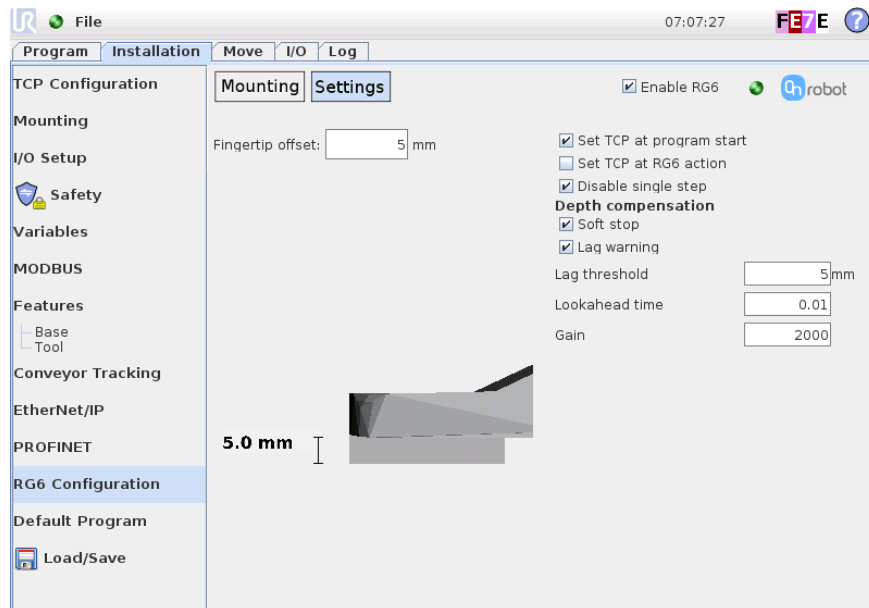 UR File 07:07:27 FE7E ?
Program Installation Move I/O Log
TCP Configuration
Mounting
I/O Setup
Safety
Variables
MODBUS
Features
Base
Tool
Conveyor Tracking
EtherNet/IP
PROFINET
RG6 Configuration
Default Program
Load/Save
Mounting Settings
Enable RG6
On robot
Fingertip offset: 5 mm
Set TCP at program start
Set TCP at RG6 action
Disable single step
Depth compensation
Soft stop
Lag warning
Lag threshold 5 mm
Lookahead time 0.01
Gain 2000
5.0 mm